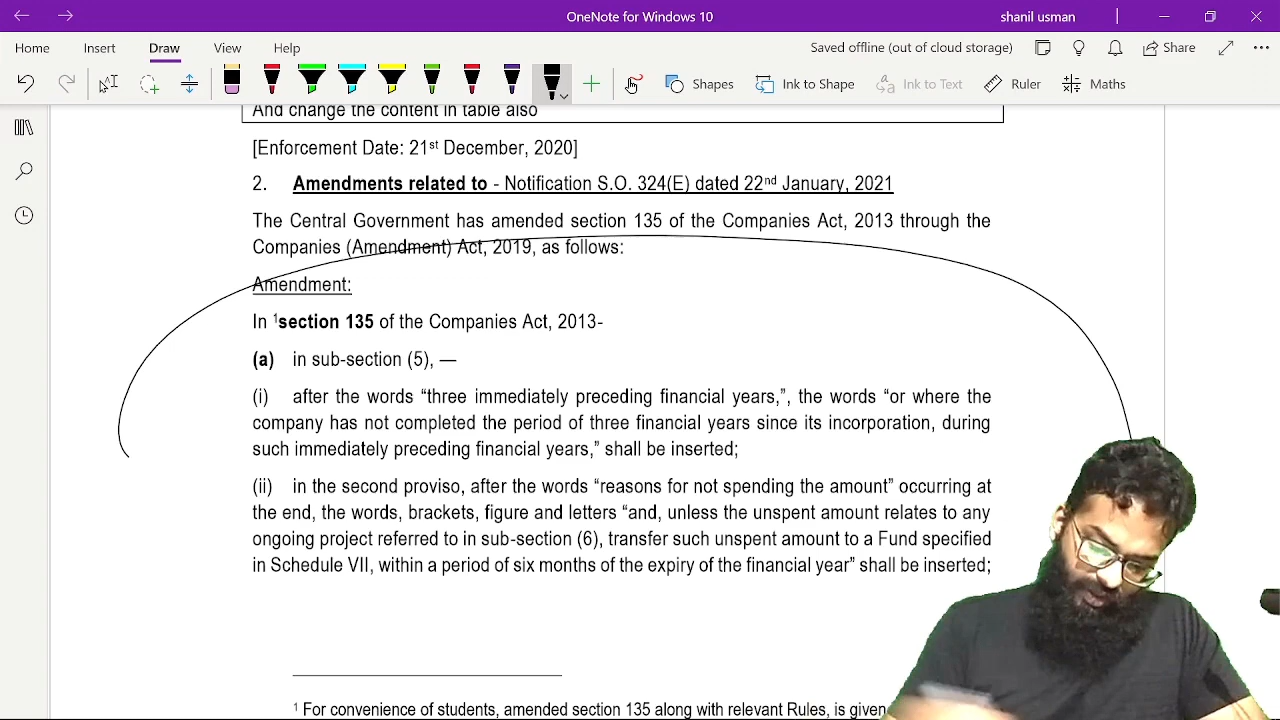 OneNote for Windows 10
shanil usman
Home Insert Draw View Help
Saved offline (out of cloud storage)
Share
Shapes
Ink to Shape
Ink to Text
Ruler
Maths
And change the content in table also
[Enforcement Date: 21st December, 2020]
2. Amendments related to - Notification S.O. 324(E) dated 22nd January, 2021
The Central Government has amended section 135 of the Companies Act, 2013 through the
Companies (Amendment) Act, 2019, as follows:
Amendment:
In 1section 135 of the Companies Act, 2013-
(a) in sub-section (5), —
(i) after the words “three immediately preceding financial years,”, the words “or where the
company has not completed the period of three financial years since its incorporation, during
such immediately preceding financial years,” shall be inserted;
(ii) in the second proviso, after the words “reasons for not spending the amount” occurring at
the end, the words, brackets, figure and letters “and, unless the unspent amount relates to any
ongoing project referred to in sub-section (6), transfer such unspent amount to a Fund specified
in Schedule VII, within a period of six months of the expiry of the financial year” shall be inserted;
1 For convenience of students, amended section 135 along with relevant Rules, is given